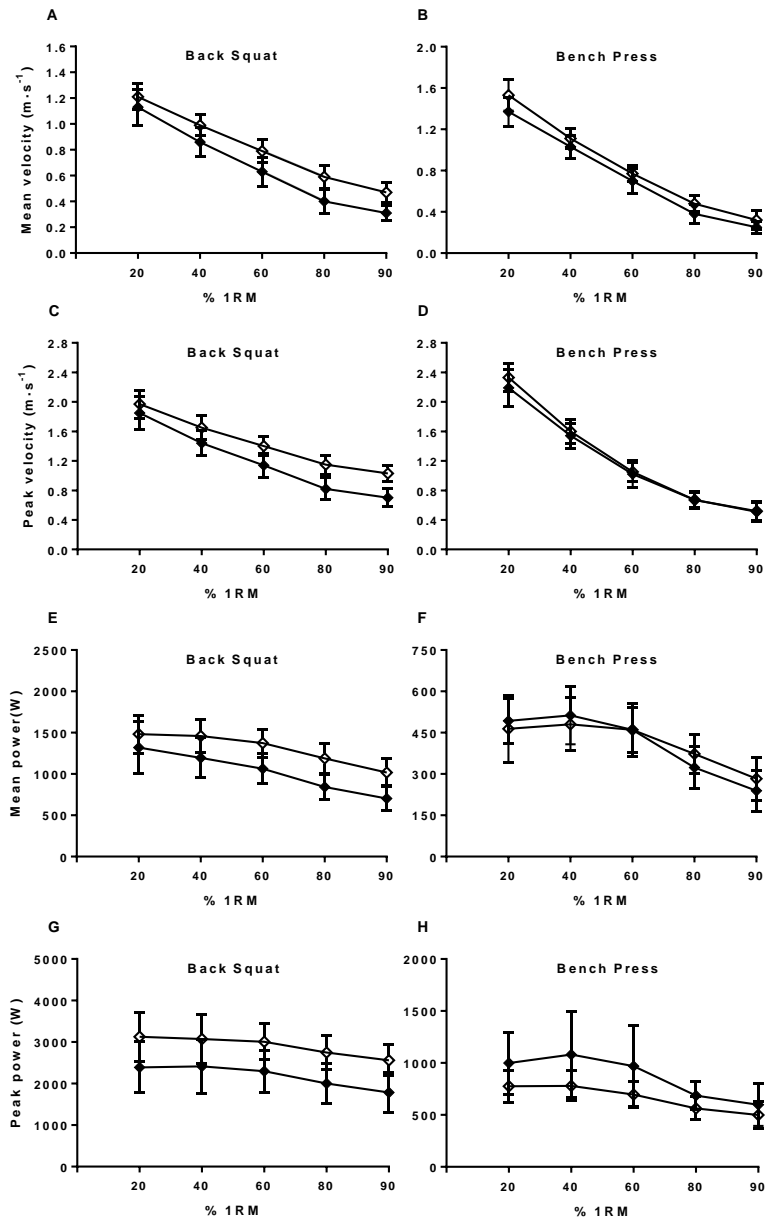 A
Back Squat
Mean velocity (m·s⁻¹)
1.6
1.4
1.2
1.0
0.8
0.6
0.4
0.2
0.0
20 40 60 80 90
% 1RM
B
Bench Press
2.0
1.6
1.2
0.8
0.4
0.0
20 40 60 80 90
% 1RM
C
Back Squat
Peak velocity (m·s⁻¹)
2.8
2.4
2.0
1.6
1.2
0.8
0.4
0.0
20 40 60 80 90
% 1RM
D
Bench Press
2.8
2.4
2.0
1.6
1.2
0.8
0.4
0.0
20 40 60 80 90
% 1RM
E
Back Squat
Mean power(W)
2500
2000
1500
1000
500
0
20 40 60 80 90
% 1RM
F
Bench Press
750
600
450
300
150
0
20 40 60 80 90
% 1RM
G
Back Squat
Peak power (W)
5000
4000
3000
2000
1000
0
20 40 60 80 90
% 1RM
H
Bench Press
2000
1500
1000
500
0
20 40 60 80 90
% 1RM